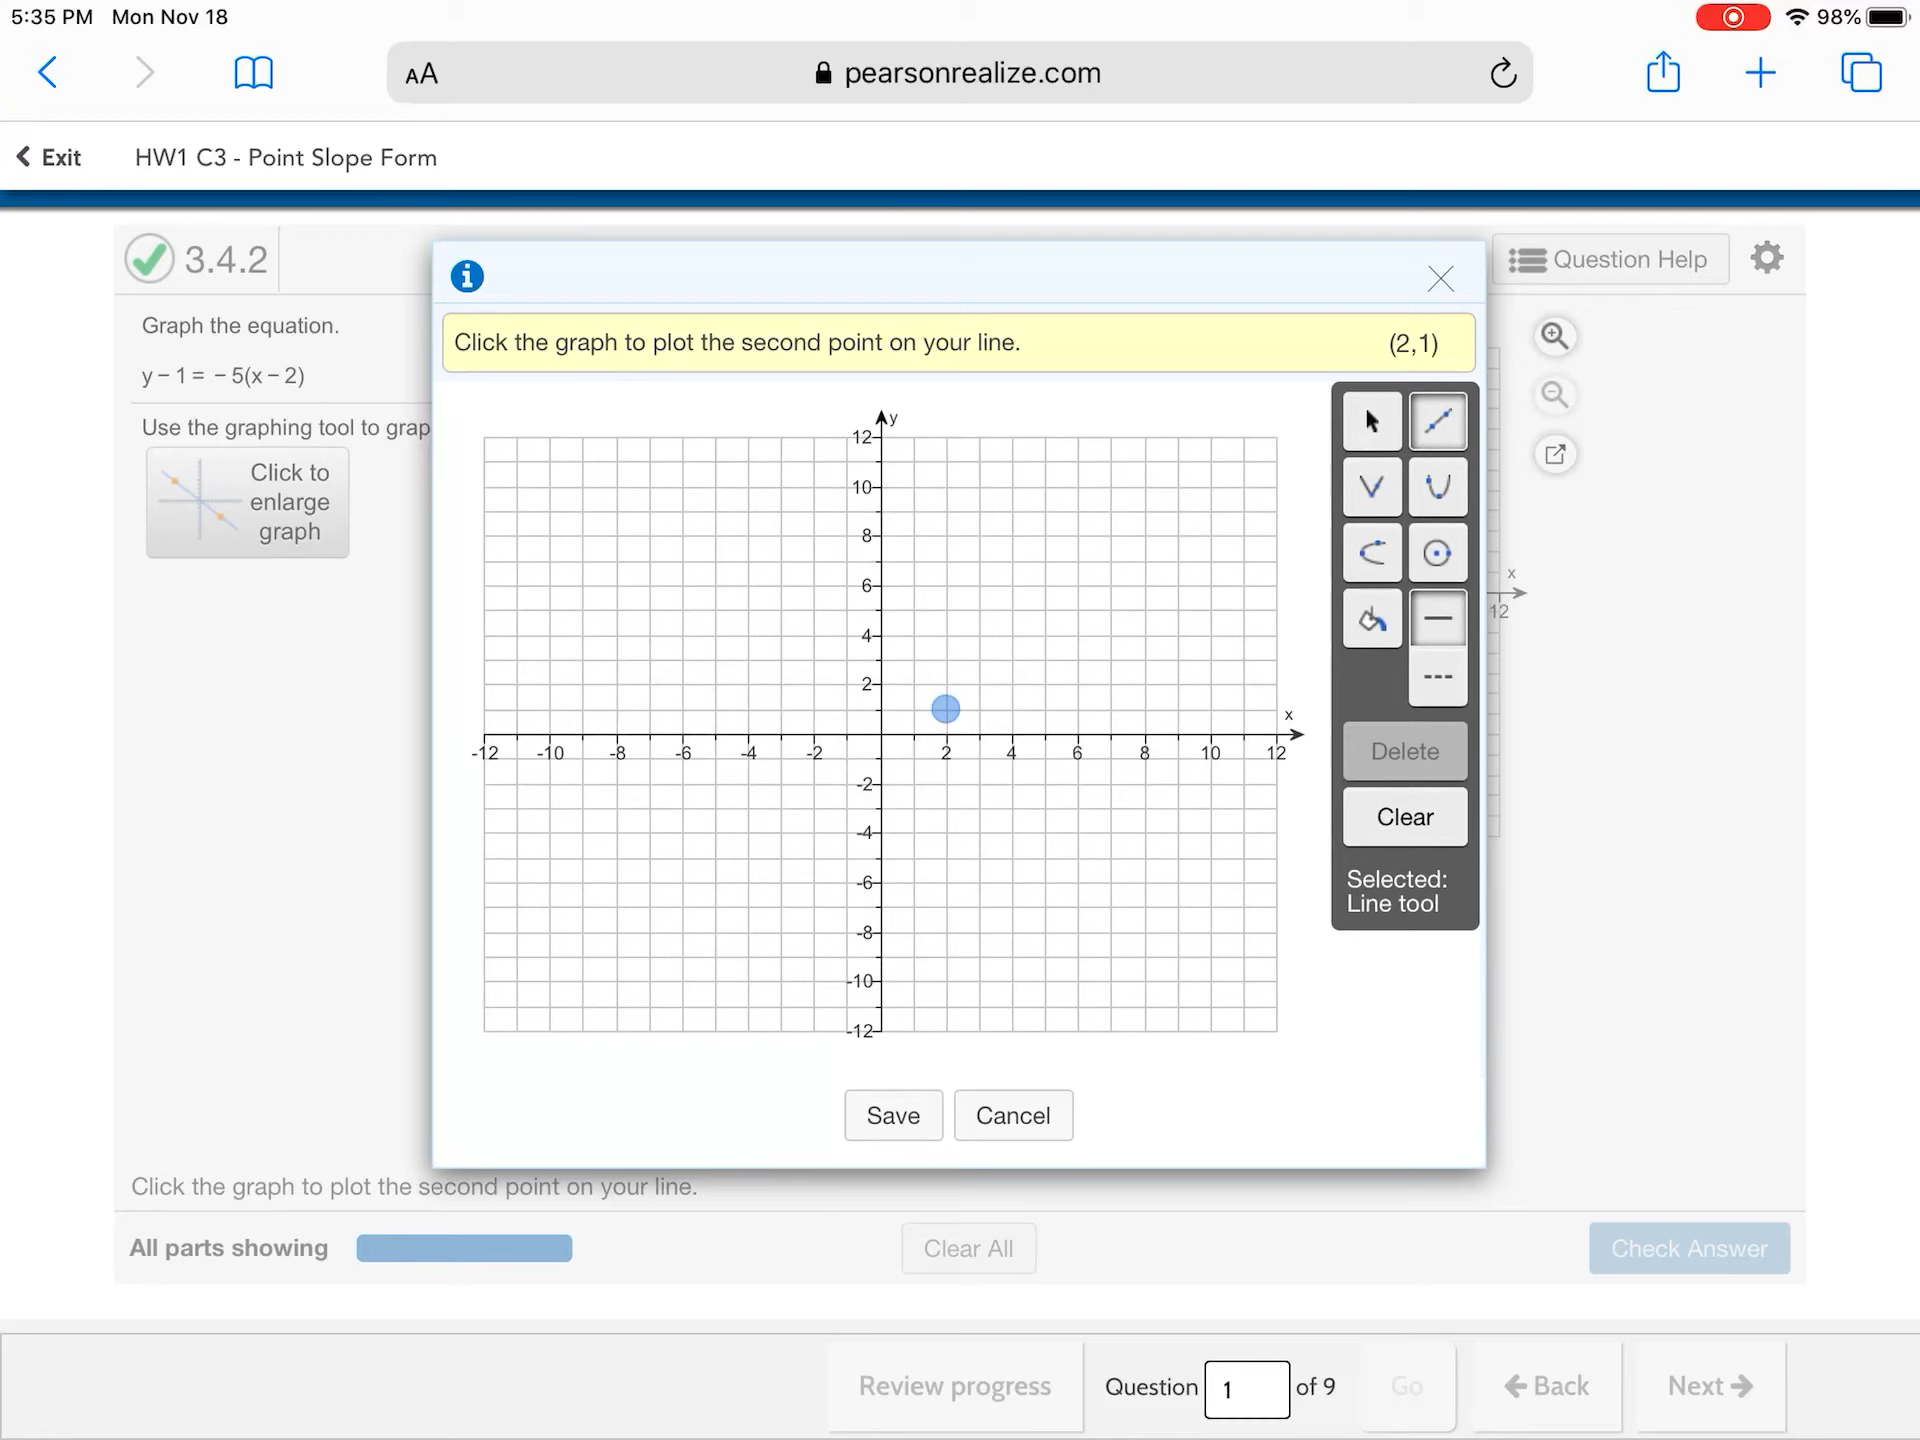 5:35 PM Mon Nov 18
98%
AA
pearsonrealize.com
Exit
HW1 C3 - Point Slope Form
3.4.2
Question Help
Graph the equation.
y − 1 = − 5(x − 2)
Use the graphing tool to grap
Click to
enlarge
graph
Click the graph to plot the second point on your line.
(2,1)
y
12
10
8
6
4
2
x
-12 -10 -8 -6 -4 -2 2 4 6 8 10 12
-2
-4
-6
-8
-10
-12
x
12
Delete
Clear
Selected:
Line tool
Save
Cancel
Click the graph to plot the second point on your line.
All parts showing
Clear All
Check Answer
Review progress
Question 1 of 9
Go
Back
Next